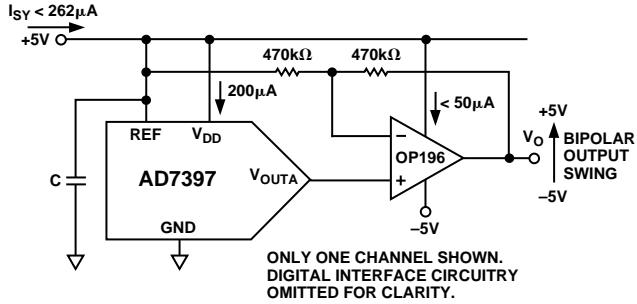 I_SY < 262µA
+5V
470kΩ 470kΩ
200µA
< 50µA
REF V_DD
C
AD7397
V_OUTA
GND
−
+
OP196
−5V
V_O
+5V
BIPOLAR
OUTPUT
SWING
−5V
ONLY ONE CHANNEL SHOWN.
DIGITAL INTERFACE CIRCUITRY
OMITTED FOR CLARITY.